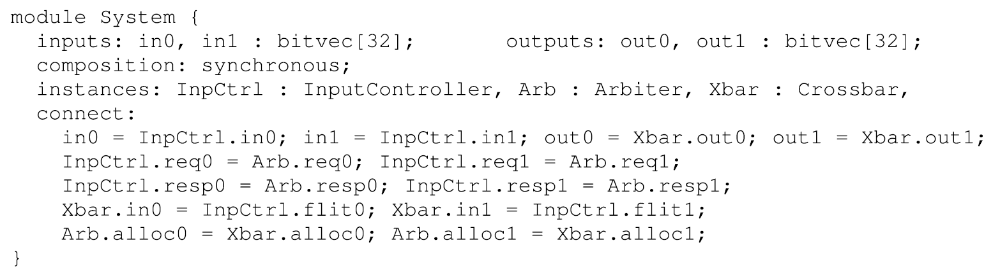 module System {
  inputs: in0, in1 : bitvec[32];       outputs: out0, out1 : bitvec[32];
  composition: synchronous;
  instances: InpCtrl : InputController, Arb : Arbiter, Xbar : Crossbar,
  connect:
    in0 = InpCtrl.in0; in1 = InpCtrl.in1; out0 = Xbar.out0; out1 = Xbar.out1;
    InpCtrl.req0 = Arb.req0; InpCtrl.req1 = Arb.req1;
    InpCtrl.resp0 = Arb.resp0; InpCtrl.resp1 = Arb.resp1;
    Xbar.in0 = InpCtrl.flit0; Xbar.in1 = InpCtrl.flit1;
    Arb.alloc0 = Xbar.alloc0; Arb.alloc1 = Xbar.alloc1;
}